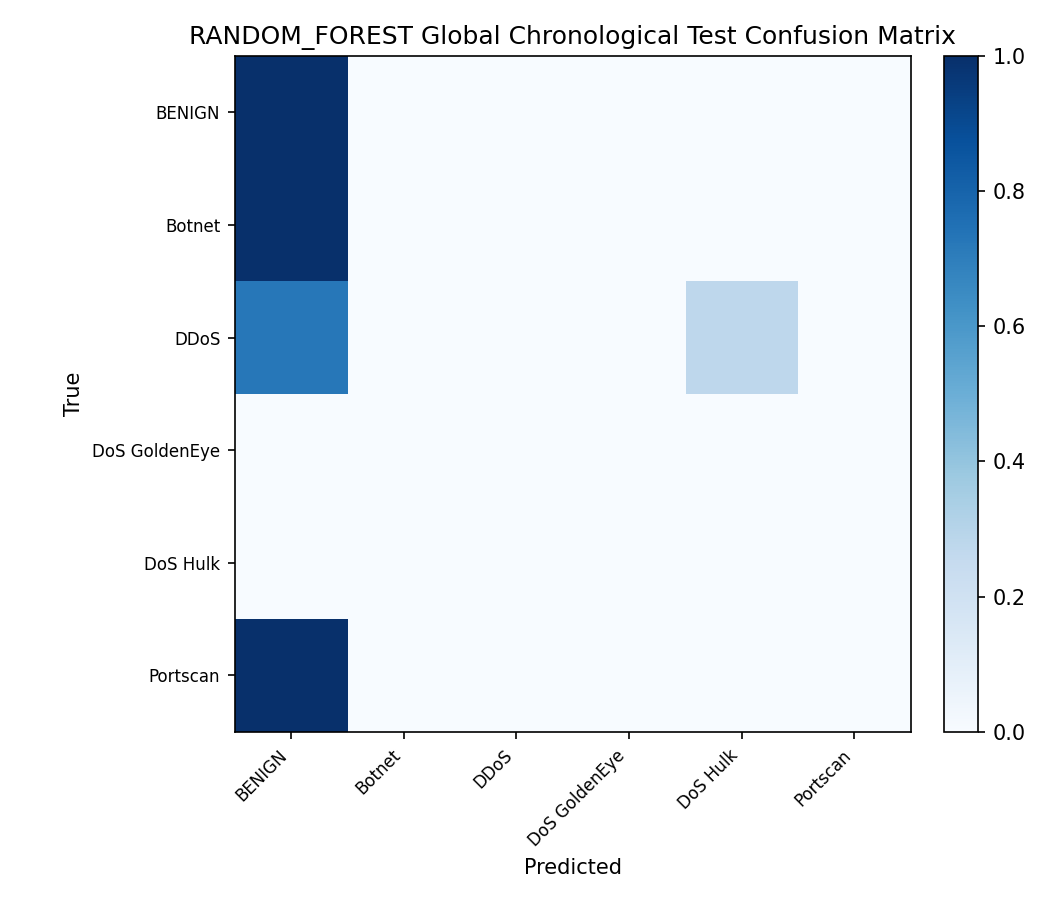 RANDOM_FOREST Global Chronological Test Confusion Matrix
True
BENIGN
Botnet
DDoS
DoS GoldenEye
DoS Hulk
Portscan
BENIGN
Botnet
DDoS
DoS GoldenEye
DoS Hulk
Portscan
Predicted
1.0
0.8
0.6
0.4
0.2
0.0